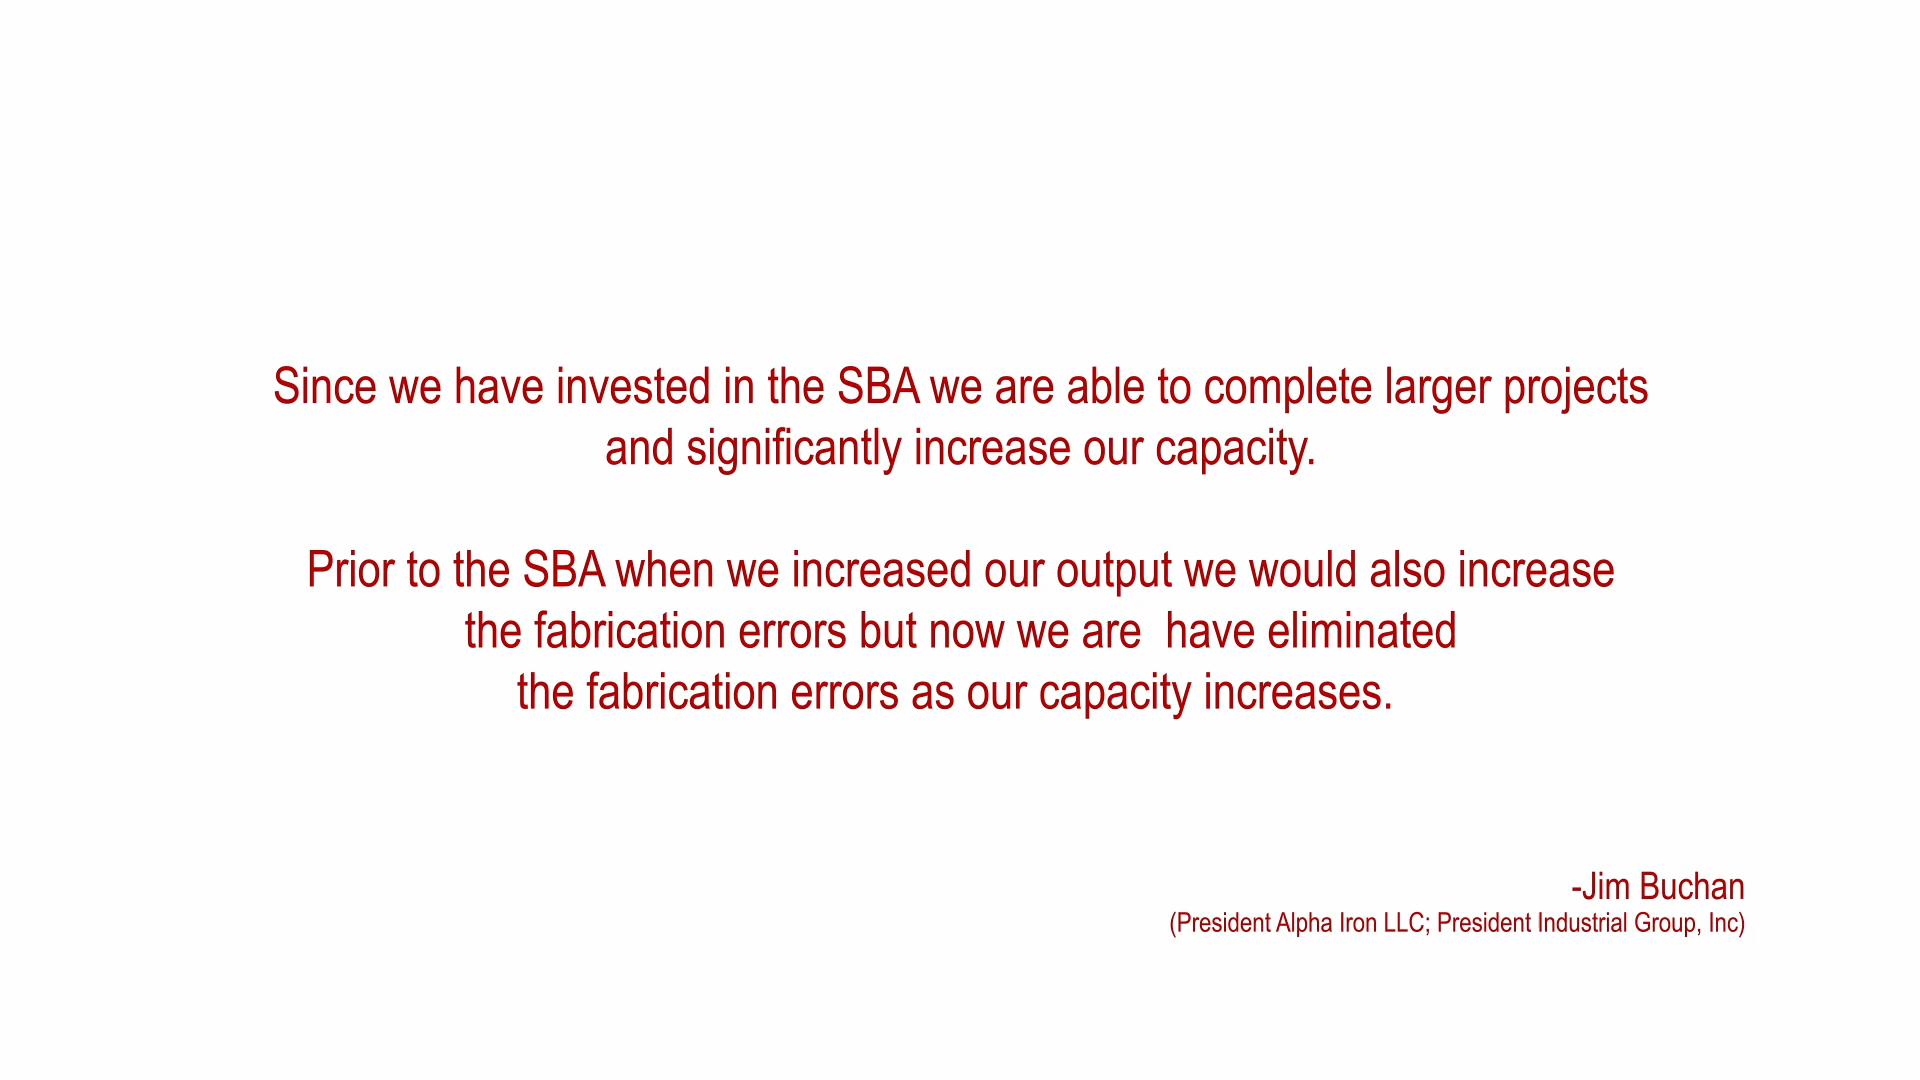 Since we have invested in the SBA we are able to complete larger projects
and significantly increase our capacity.
Prior to the SBA when we increased our output we would also increase
the fabrication errors but now we are  have eliminated
the fabrication errors as our capacity increases.
-Jim Buchan
(President Alpha Iron LLC; President Industrial Group, Inc)